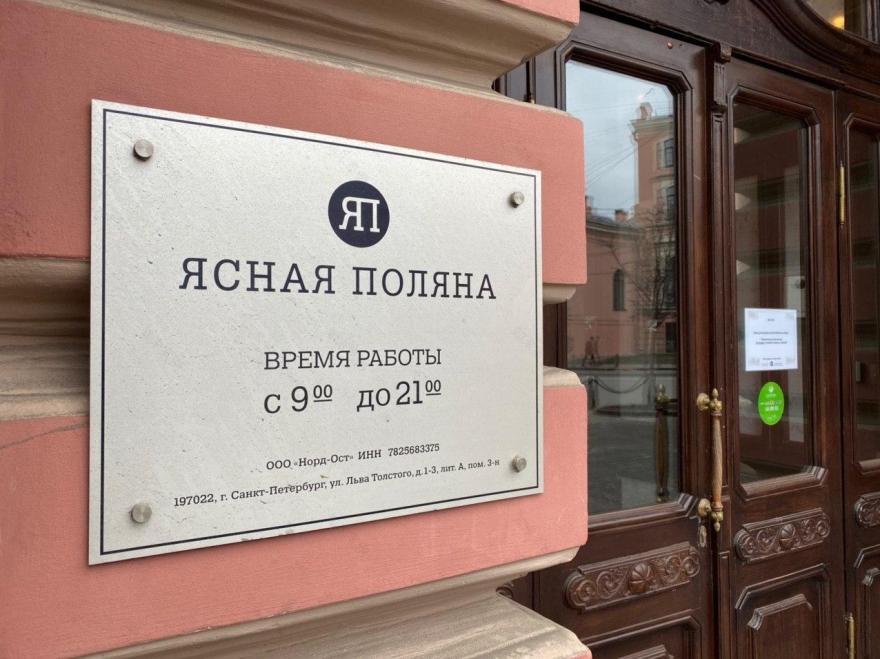 ЯП
ЯСНАЯ ПОЛЯНА
ВРЕМЯ РАБОТЫ
с 9⁰⁰ до 21⁰⁰
ООО «Норд-Ост» ИНН 7825683375
197022, г. Санкт-Петербург, ул. Льва Толстого, д.1-3, лит. А, пом. 3-н